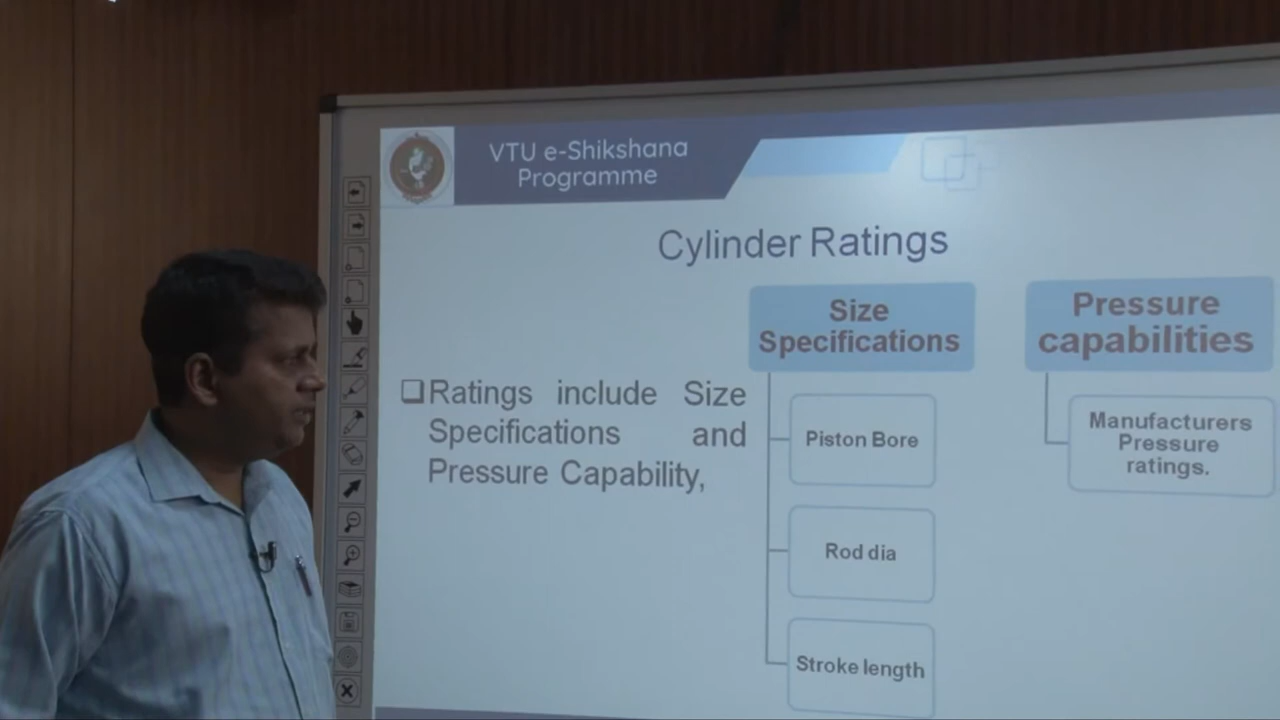 VTU e-Shikshana
Programme
Cylinder Ratings
❑Ratings include Size
Specifications and
Pressure Capability,
Size
Specifications
Piston Bore
Rod dia
Stroke length
Pressure
capabilities
Manufacturers
Pressure
ratings.